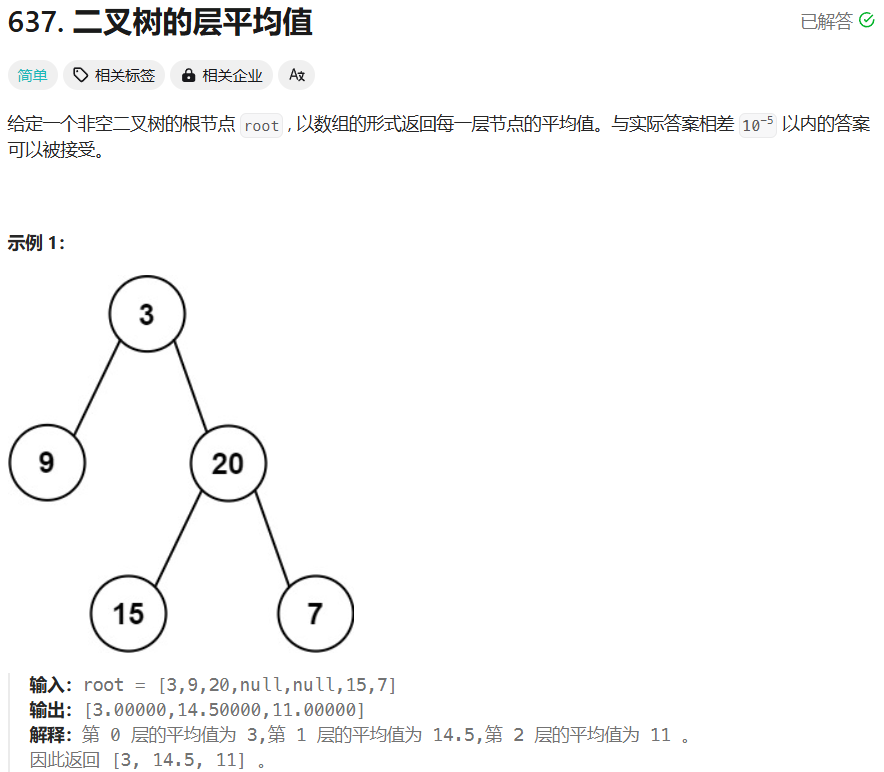 637. 二叉树的层平均值
已解答
简单 相关标签 相关企业 Ax
给定一个非空二叉树的根节点 root , 以数组的形式返回每一层节点的平均值。与实际答案相差 10⁻⁵ 以内的答案
可以被接受。
示例 1：
3
9
20
15
7
输入：root = [3,9,20,null,null,15,7]
输出：[3.00000,14.50000,11.00000]
解释：第 0 层的平均值为 3,第 1 层的平均值为 14.5,第 2 层的平均值为 11 。
因此返回 [3, 14.5, 11] 。